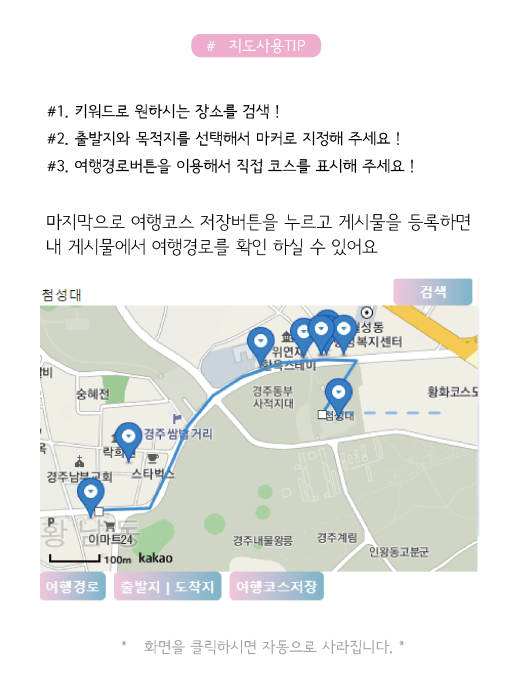 # 지도사용TIP
#1. 키워드로 원하시는 장소를 검색 !
#2. 출발지와 목적지를 선택해서 마커로 지정해 주세요 !
#3. 여행경로버튼을 이용해서 직접 코스를 표시해 주세요 !
마지막으로 여행코스 저장버튼을 누르고 게시물을 등록하면
내 게시물에서 여행경로를 확인 하실 수 있어요
첨성대
검색
월성동
행정복지센터
위연재
황옥스테이
숭혜전
경주동부
사적지대
황화코스모
첨성대
경주 쌈밥 거리
스타벅스
경주남부교회
황남동
P
이마트24
100m kakao
경주내물왕릉
경주계림
인왕동고분군
여행경로
출발지 | 도착지
여행코스저장
* 화면을 클릭하시면 자동으로 사라집니다. *